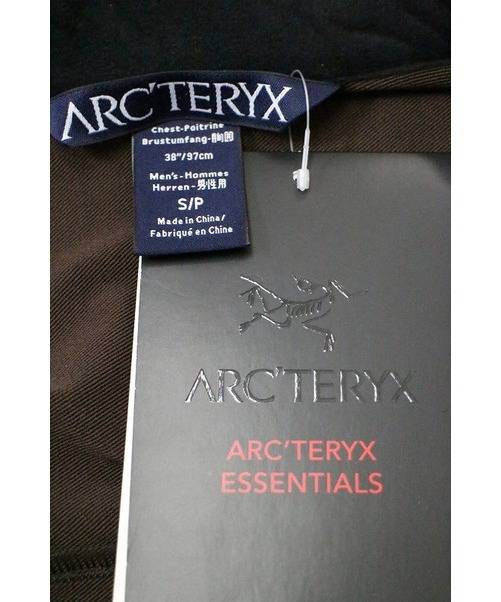 ARC'TERYX
Chest-Poitrine
Brustumfang-胸囲
38"/97cm
Men's-Hommes
Herren-男性用
S/P
Made in China/
Fabriqué en Chine
ARC'TERYX
ARC'TERYX
ESSENTIALS